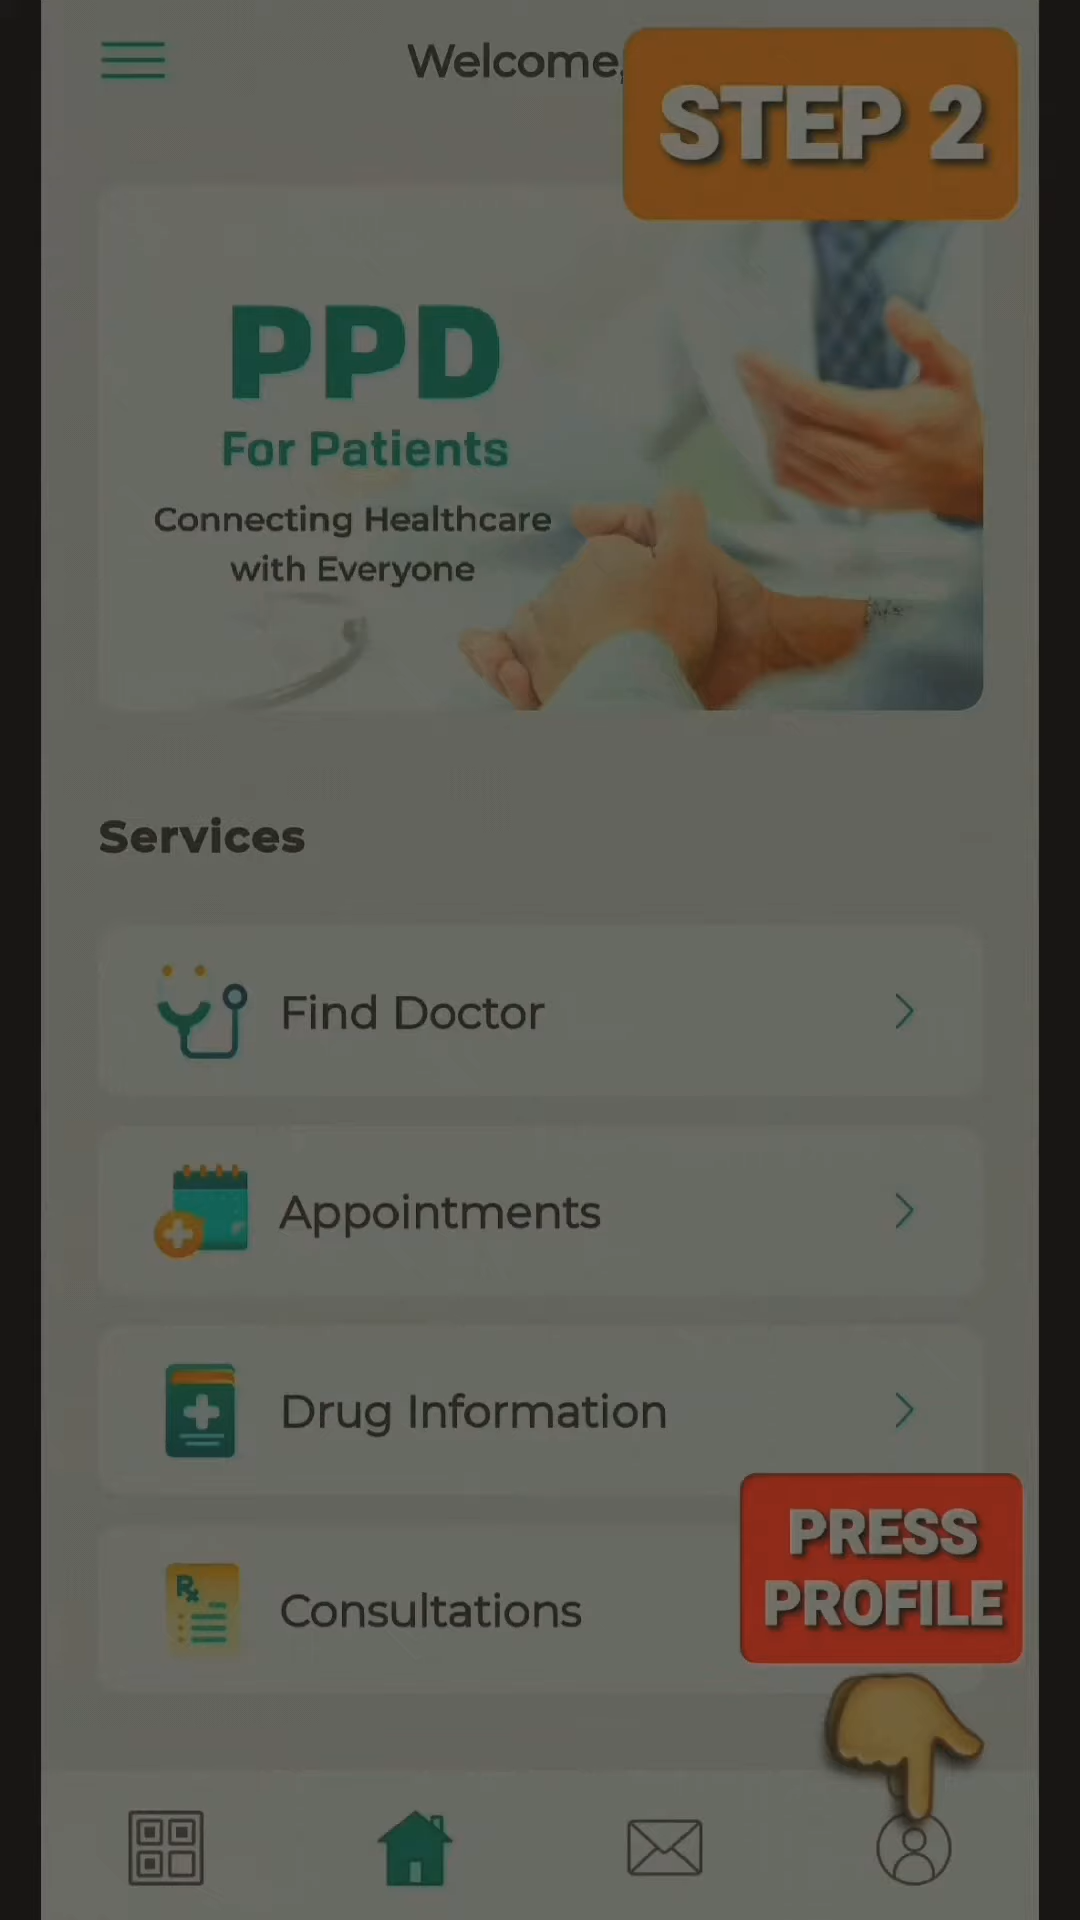 Welcome,
STEP 2
PPD
For Patients
Connecting Healthcare
with Everyone
Services
Find Doctor
Appointments
Drug Information
Consultations
Rx
PRESS
PROFILE